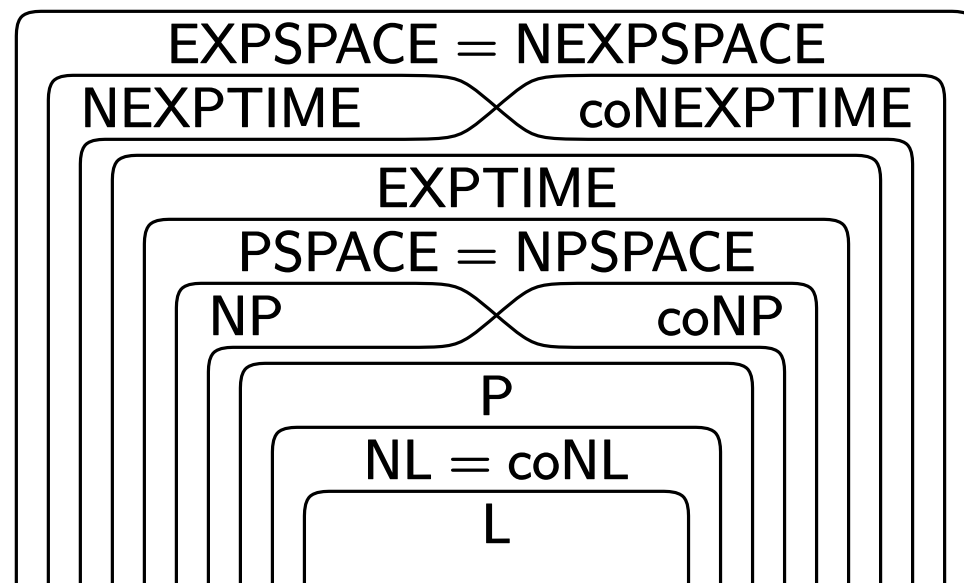 EXPSPACE = NEXPSPACE
NEXPTIME coNEXPTIME
EXPTIME
PSPACE = NPSPACE
NP coNP
P
NL = coNL
L